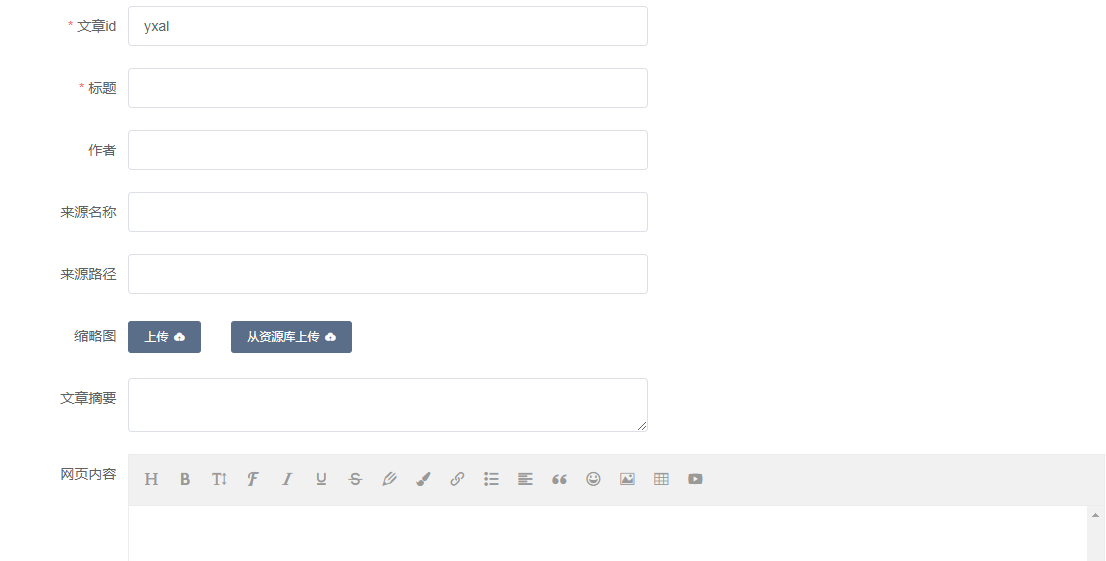 * 文章id yxal
* 标题
作者
来源名称
来源路径
缩略图 上传 从资源库上传
文章摘要
网页内容 H B T F I U S